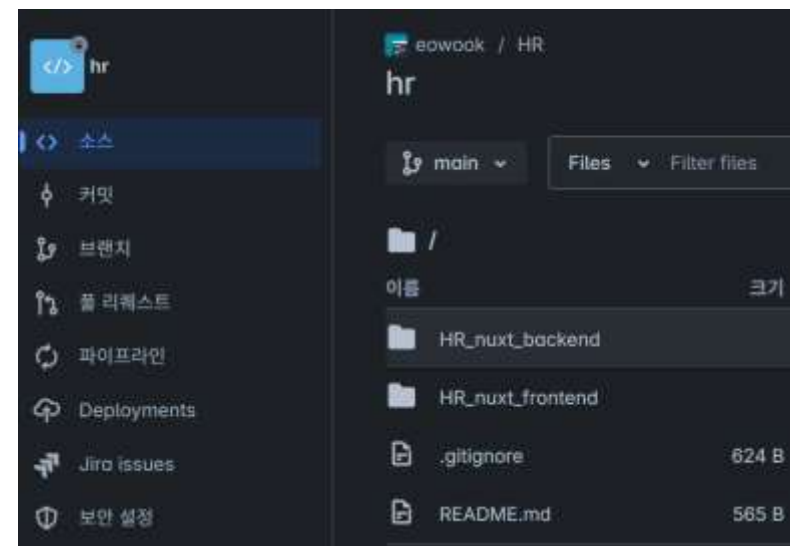 </> hr
소스
커밋
브랜치
풀 리퀘스트
파이프라인
Deployments
Jira issues
보안 설정
eowook / HR
hr
main
Files Filter files
/
이름 크기
HR_nuxt_backend
HR_nuxt_frontend
.gitignore 624 B
README.md 565 B